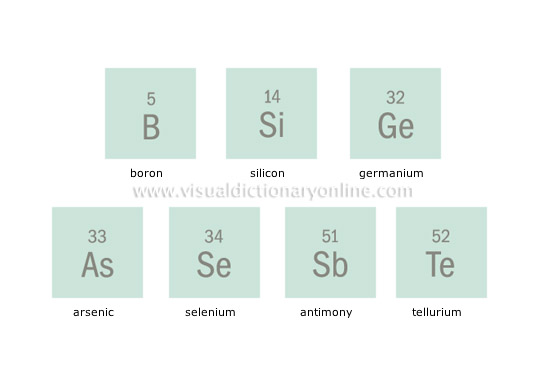 5 14 32
B Si Ge
boron silicon germanium
www.visualdictionaryonline.com
33 34 51 52
As Se Sb Te
arsenic selenium antimony tellurium